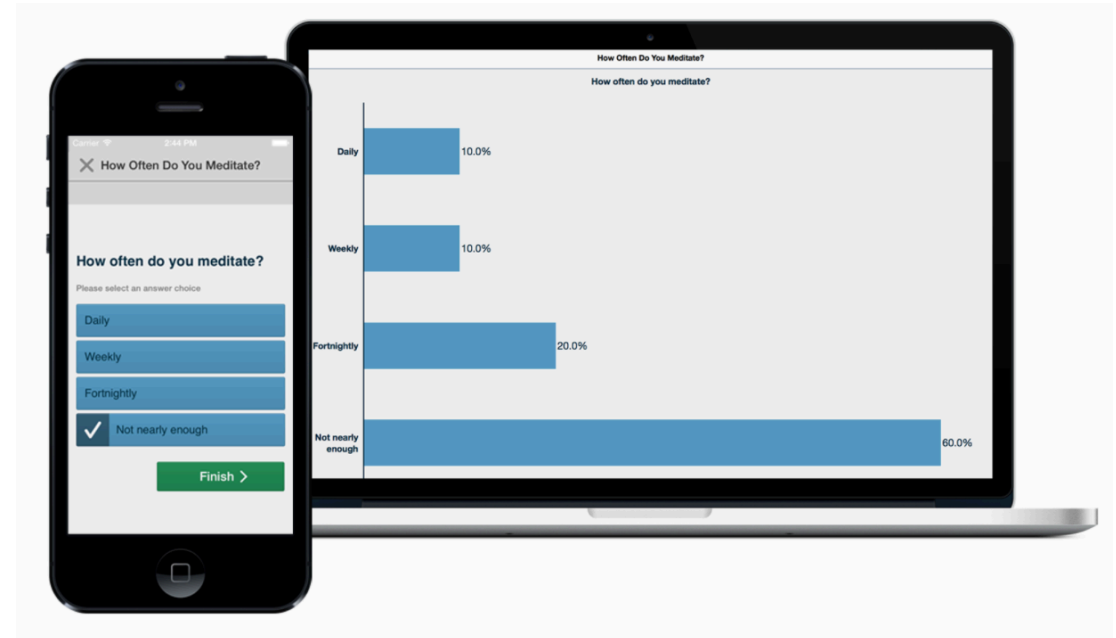 Carrier 2:44 PM
How Often Do You Meditate?
How often do you meditate?
Please select an answer choice
Daily
Weekly
Fortnightly
Not nearly enough
Finish
How Often Do You Meditate?
How often do you meditate?
Daily
10.0%
Weekly
10.0%
Fortnightly
20.0%
Not nearly
enough
60.0%